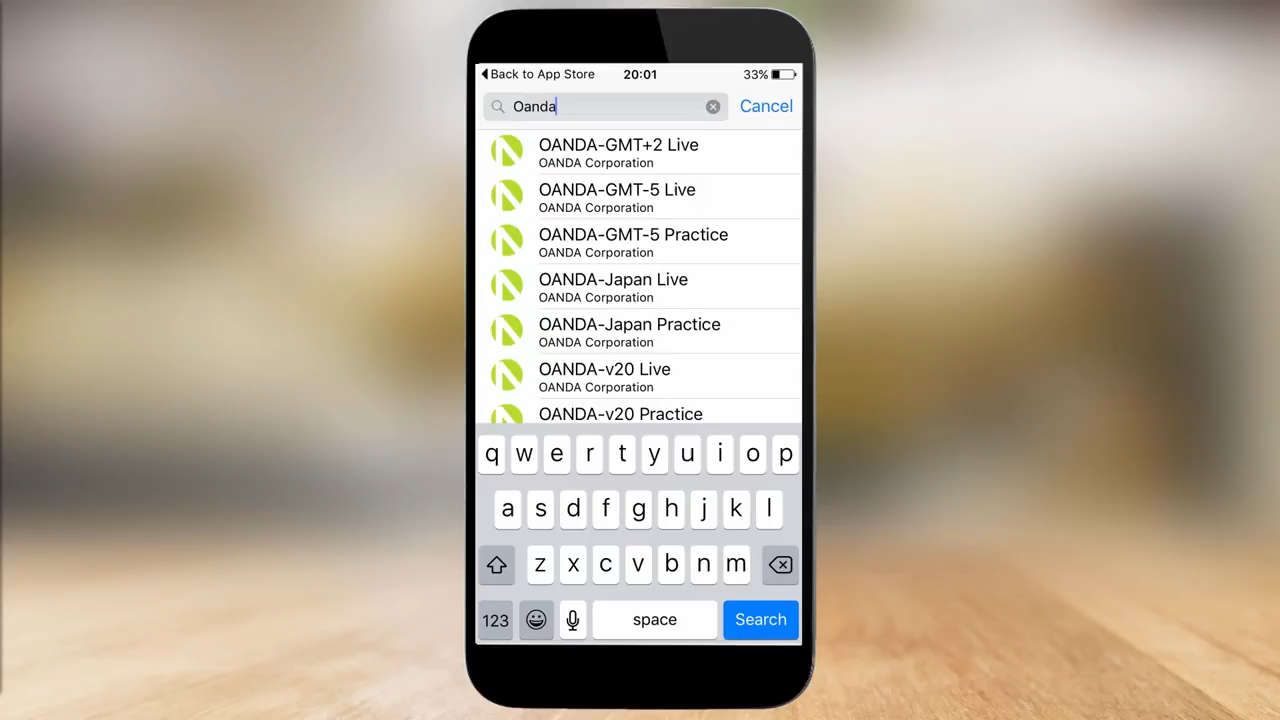 Back to App Store 20:01 33%
Oanda Cancel
OANDA-GMT+2 Live
OANDA Corporation
OANDA-GMT-5 Live
OANDA Corporation
OANDA-GMT-5 Practice
OANDA Corporation
OANDA-Japan Live
OANDA Corporation
OANDA-Japan Practice
OANDA Corporation
OANDA-v20 Live
OANDA Corporation
OANDA-v20 Practice
q w e r t y u i o p
a s d f g h j k l
z x c v b n m
123 space Search